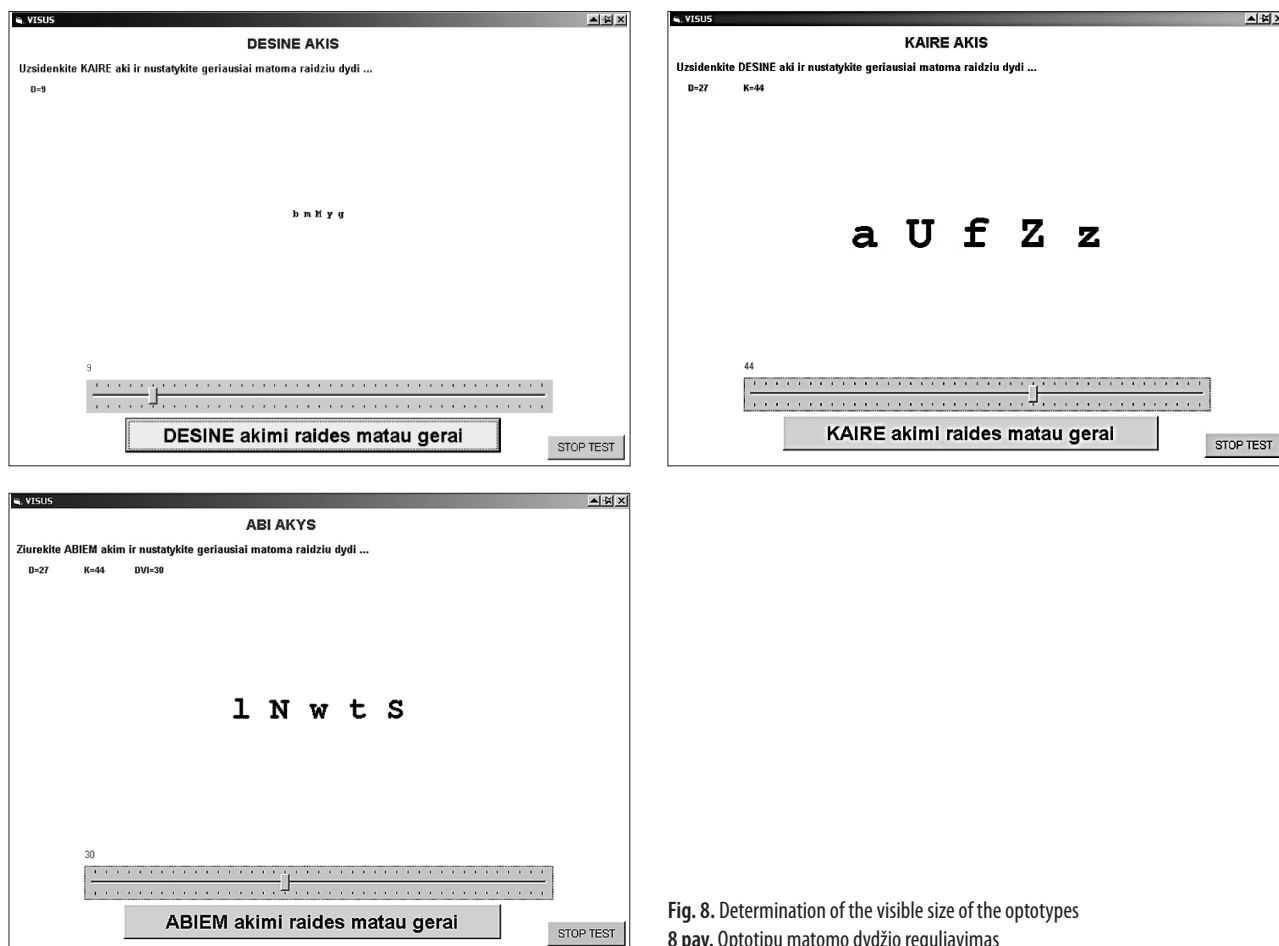 VISUS
DESINE AKIS
Uzsidenkite KAIRE aki ir nustatykite geriausiai matoma raidziu dydi ...
D=9
b m M y g
9
DESINE akimi raides matau gerai
STOP TEST
VISUS
KAIRE AKIS
Uzsidenkite DESINE aki ir nustatykite geriausiai matoma raidziu dydi ...
D=27 K=44
a U f Z z
44
KAIRE akimi raides matau gerai
STOP TEST
VISUS
ABI AKYS
Ziurekite ABIEM akim ir nustatykite geriausiai matoma raidziu dydi ...
D=27 K=44 DVI=30
l N w t S
30
ABIEM akimi raides matau gerai
STOP TEST
Fig. 8. Determination of the visible size of the optotypes
8 pav. Optotipų matomo dydžio reguliavimas